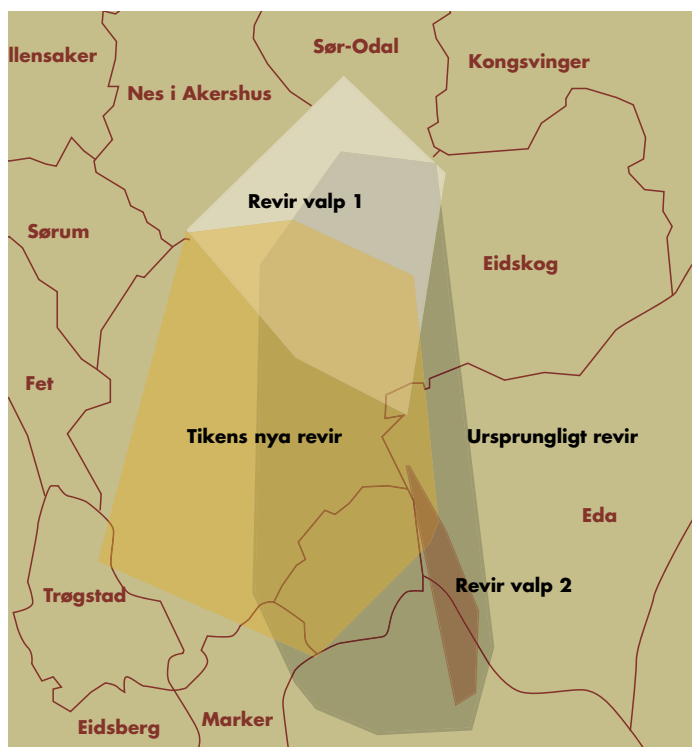 Sør-Odal
llensaker
Kongsvinger
Nes i Akershus
Revir valp 1
Sørum
Eidskog
Fet
Tikens nya revir
Ursprungligt revir
Eda
Revir valp 2
Trøgstad
Marker
Eidsberg